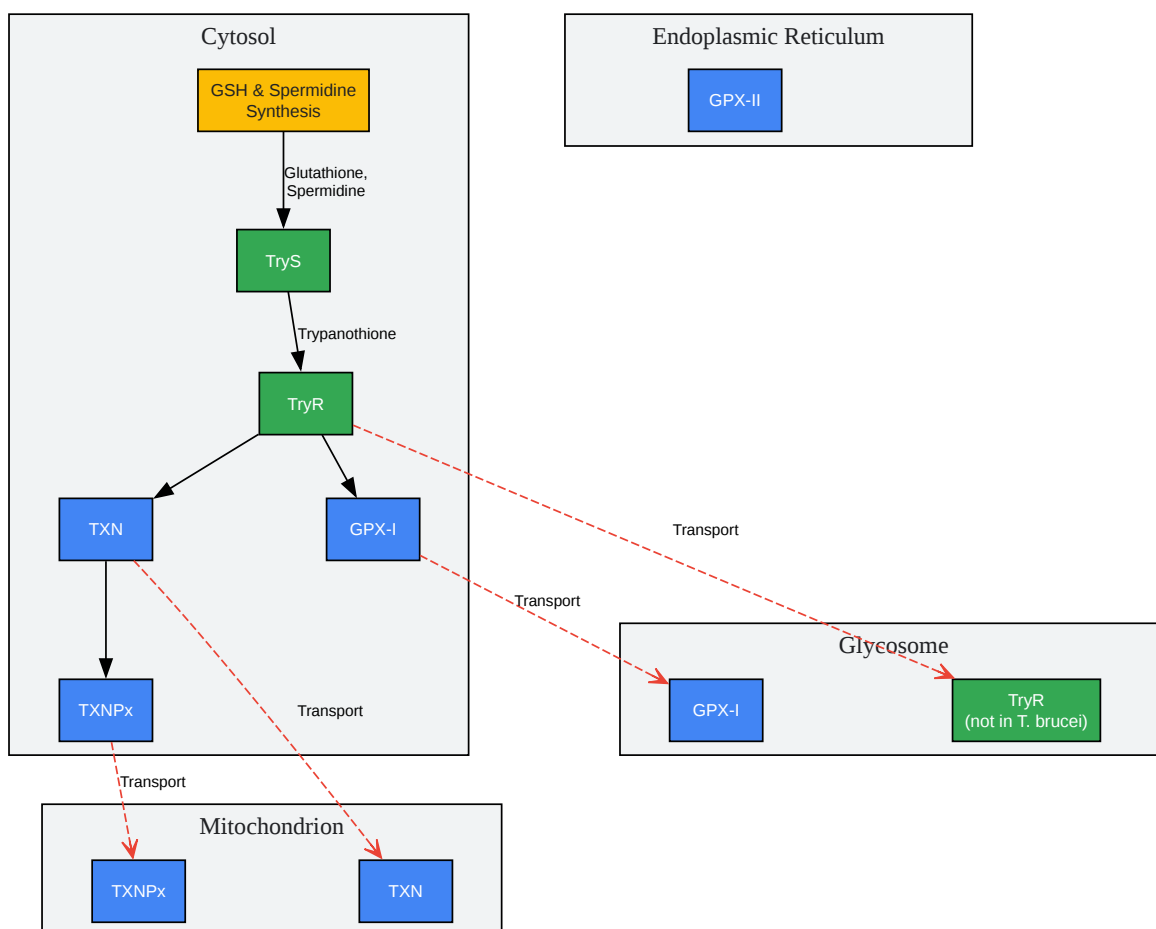 Cytosol
Endoplasmic Reticulum
GSH & Spermidine
Synthesis
GPX-II
Glutathione,
Spermidine
TryS
Trypanothione
TryR
TXN
GPX-I
Transport
Transport
Glycosome
TXNPx
Transport
GPX-I
TryR
(not in T. brucei)
Transport
Mitochondrion
TXNPx
TXN